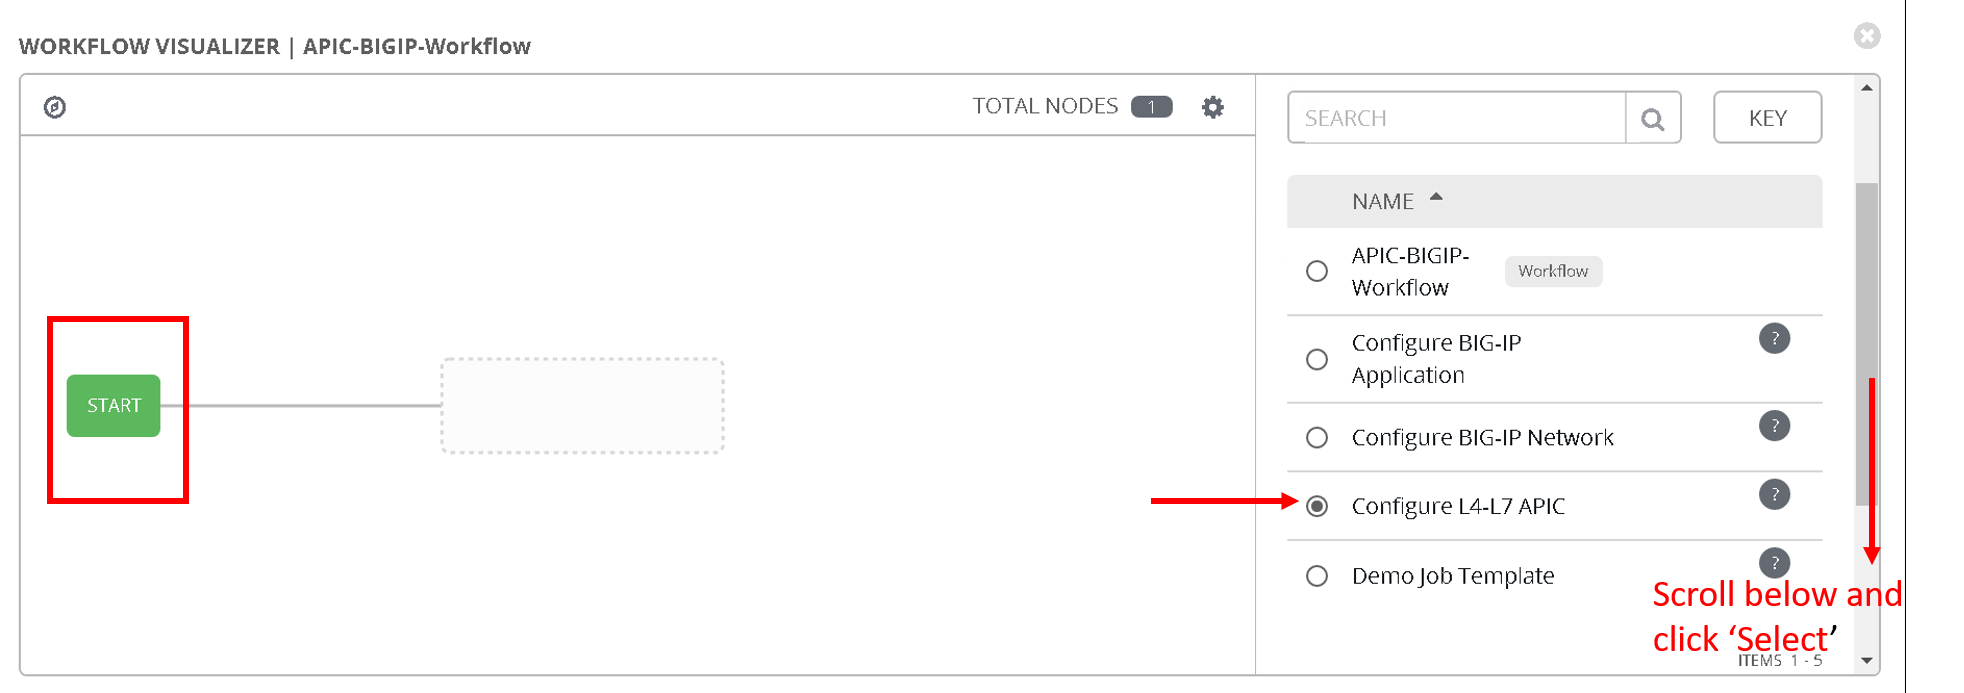 WORKFLOW VISUALIZER | APIC-BIGIP-Workflow
TOTAL NODES 1
SEARCH
KEY
NAME
APIC-BIGIP-
Workflow
Workflow
Configure BIG-IP
Application
?
Configure BIG-IP Network
?
Configure L4-L7 APIC
?
Demo Job Template
?
START
Scroll below and
click ‘Select’
ITEMS 1 - 5